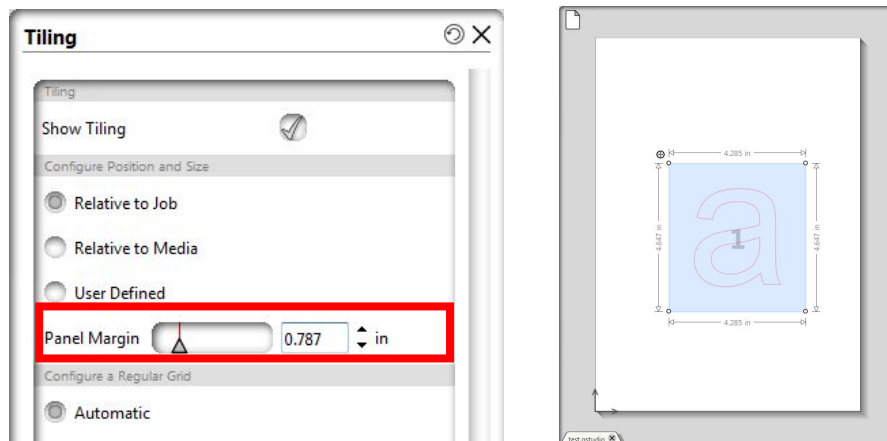 Tiling
Tiling
Show Tiling
Configure Position and Size
Relative to Job
Relative to Media
User Defined
Panel Margin 0.787 in
Configure a Regular Grid
Automatic
4.285 in
4.647 in
a
1
4.647 in
4.285 in
test.qstudio